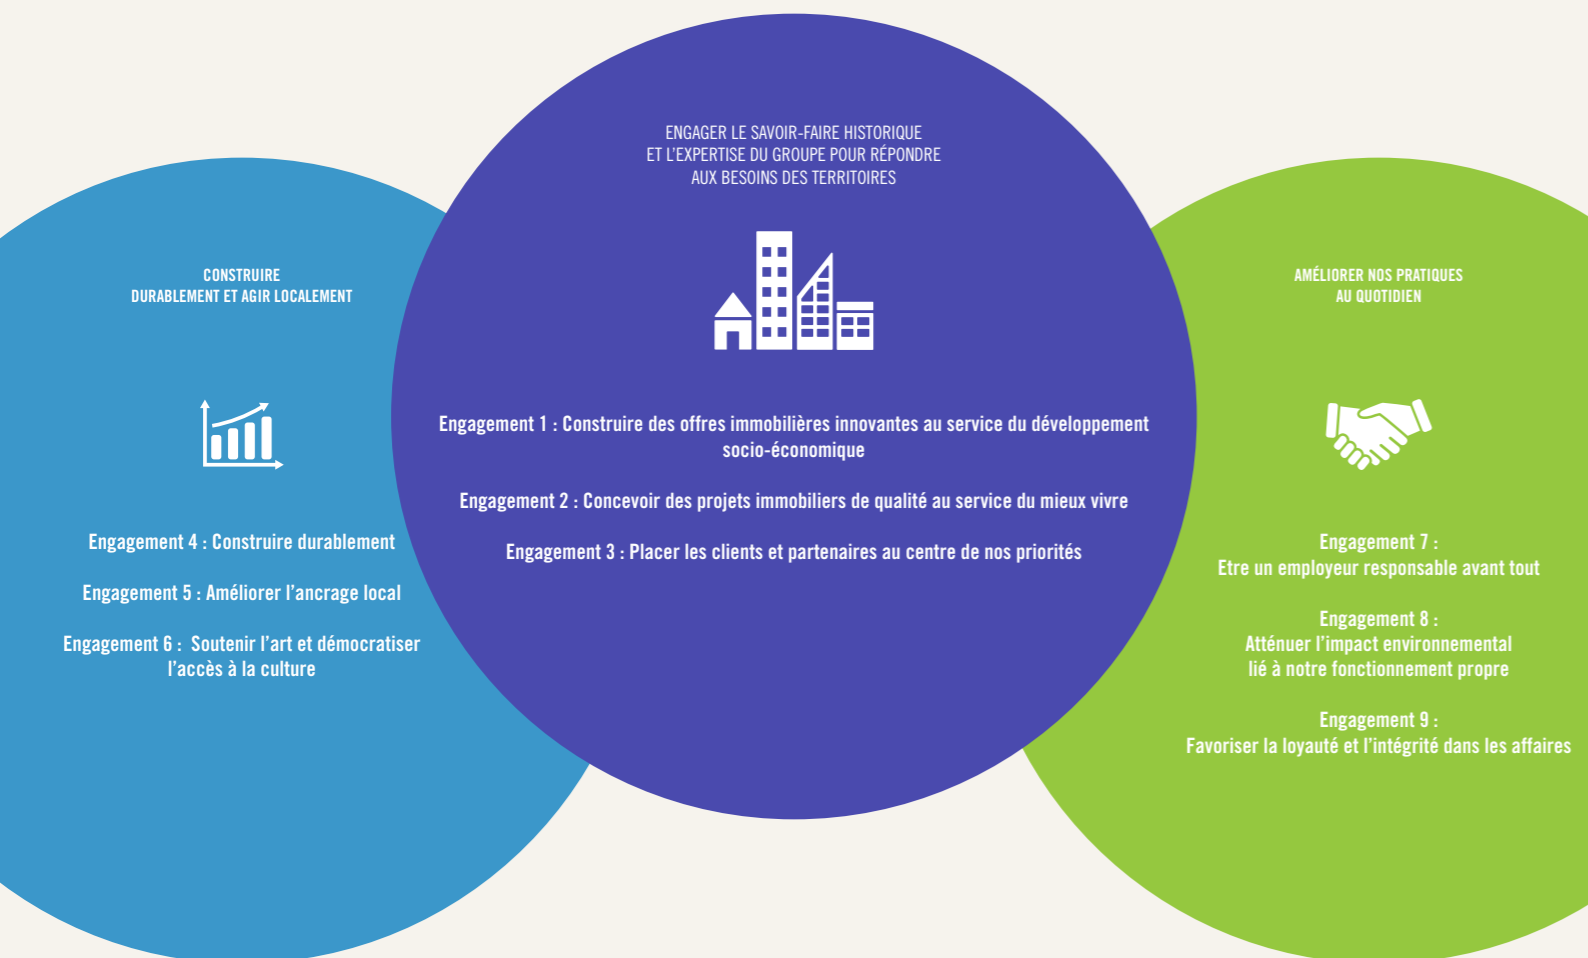 ENGAGER LE SAVOIR-FAIRE HISTORIQUE
ET L'EXPERTISE DU GROUPE POUR RÉPONDRE
AUX BESOINS DES TERRITOIRES
Engagement 1 : Construire des offres immobilières innovantes au service du développement
socio-économique
Engagement 2 : Concevoir des projets immobiliers de qualité au service du mieux vivre
Engagement 3 : Placer les clients et partenaires au centre de nos priorités
CONSTRUIRE
DURABLEMENT ET AGIR LOCALEMENT
Engagement 4 : Construire durablement
Engagement 5 : Améliorer l'ancrage local
Engagement 6 : Soutenir l'art et démocratiser
l'accès à la culture
AMÉLIORER NOS PRATIQUES
AU QUOTIDIEN
Engagement 7 :
Etre un employeur responsable avant tout
Engagement 8 :
Atténuer l'impact environnemental
lié à notre fonctionnement propre
Engagement 9 :
Favoriser la loyauté et l'intégrité dans les affaires